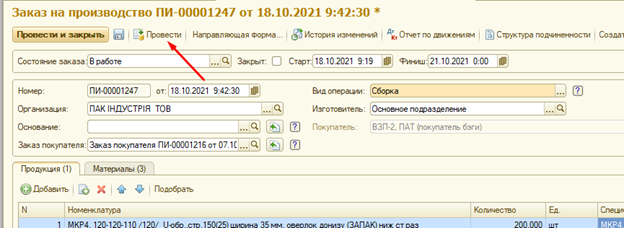 Заказ на производство ПИ-00001247 от 18.10.2021 9:42:30 *
Провести и закрыть Провести Направляющая форма... История изменений Дт Кт Отчет по движениям Структура подчиненности Создат
Состояние заказа: В работе ... Закрыт: Старт: 18.10.2021 9:19 Финиш: 21.10.2021 0:00
Номер: ПИ-00001247 от: 18.10.2021 9:42:30 Вид операции: Сборка ... ?
Организация: ПАК ІНДУСТРІЯ ТОВ ... Изготовитель: Основное подразделение ...
Основание: ... ? Покупатель: ВЗП-2, ПАТ (покупатель бэги)
Заказ покупателя: Заказ покупателя ПИ-00001216 от 07.10 ... ?
Продукция (1) Материалы (3)
Добавить Подобрать
N Номенклатура Количество Ед. Специ
1 МКР4, 120-120-110 /120/ U-обр.,стр.150(25) ширина 35 мм, оверлок донизу (ЗАПАК) ниж ст раз 200,000 шт МКР4,